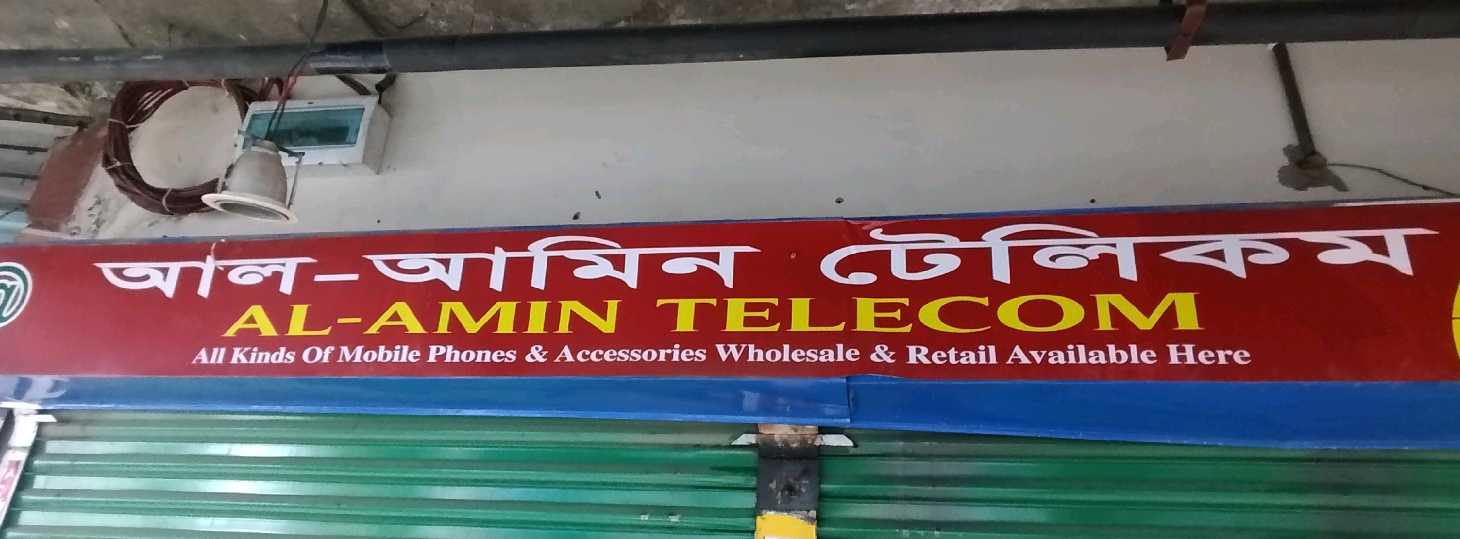 আল-আমিন টেলিকম
AL-AMIN TELECOM
All Kinds Of Mobile Phones & Accessories Wholesale & Retail Available Here